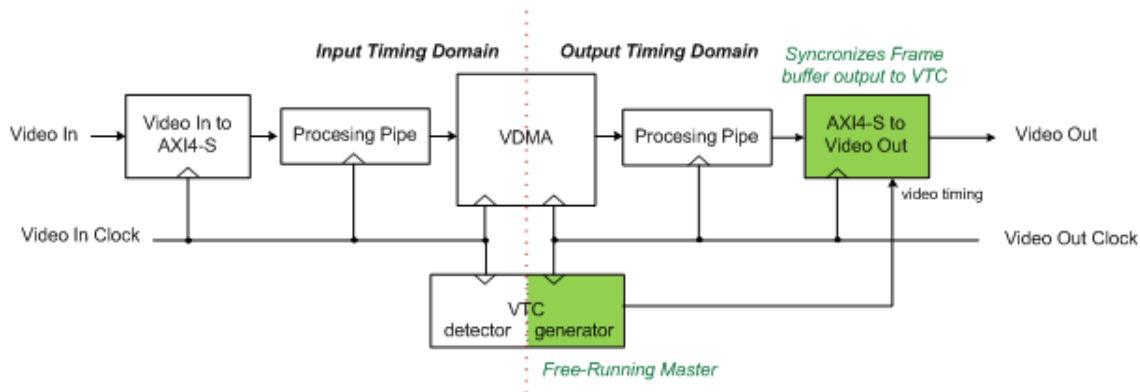 Input Timing Domain
Output Timing Domain
Syncronizes Frame
buffer output to VTC
Video In
Video In to
AXI4-S
Procesing Pipe
VDMA
Procesing Pipe
AXI4-S to
Video Out
Video Out
video timing
Video In Clock
Video Out Clock
VTC
detector
generator
Free-Running Master